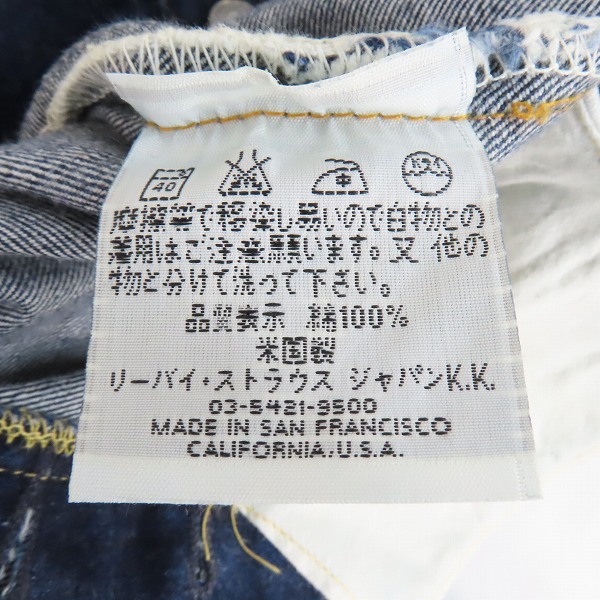 40
摩擦等で移染し易いので白物との
着用はご注意願います。又 他の
物と分けて洗って下さい。
品質表示 綿100%
米国製
リーバイ・ストラウス ジャパンK.K.
03-5421-9500
MADE IN SAN FRANCISCO
CALIFORNIA,U.S.A.